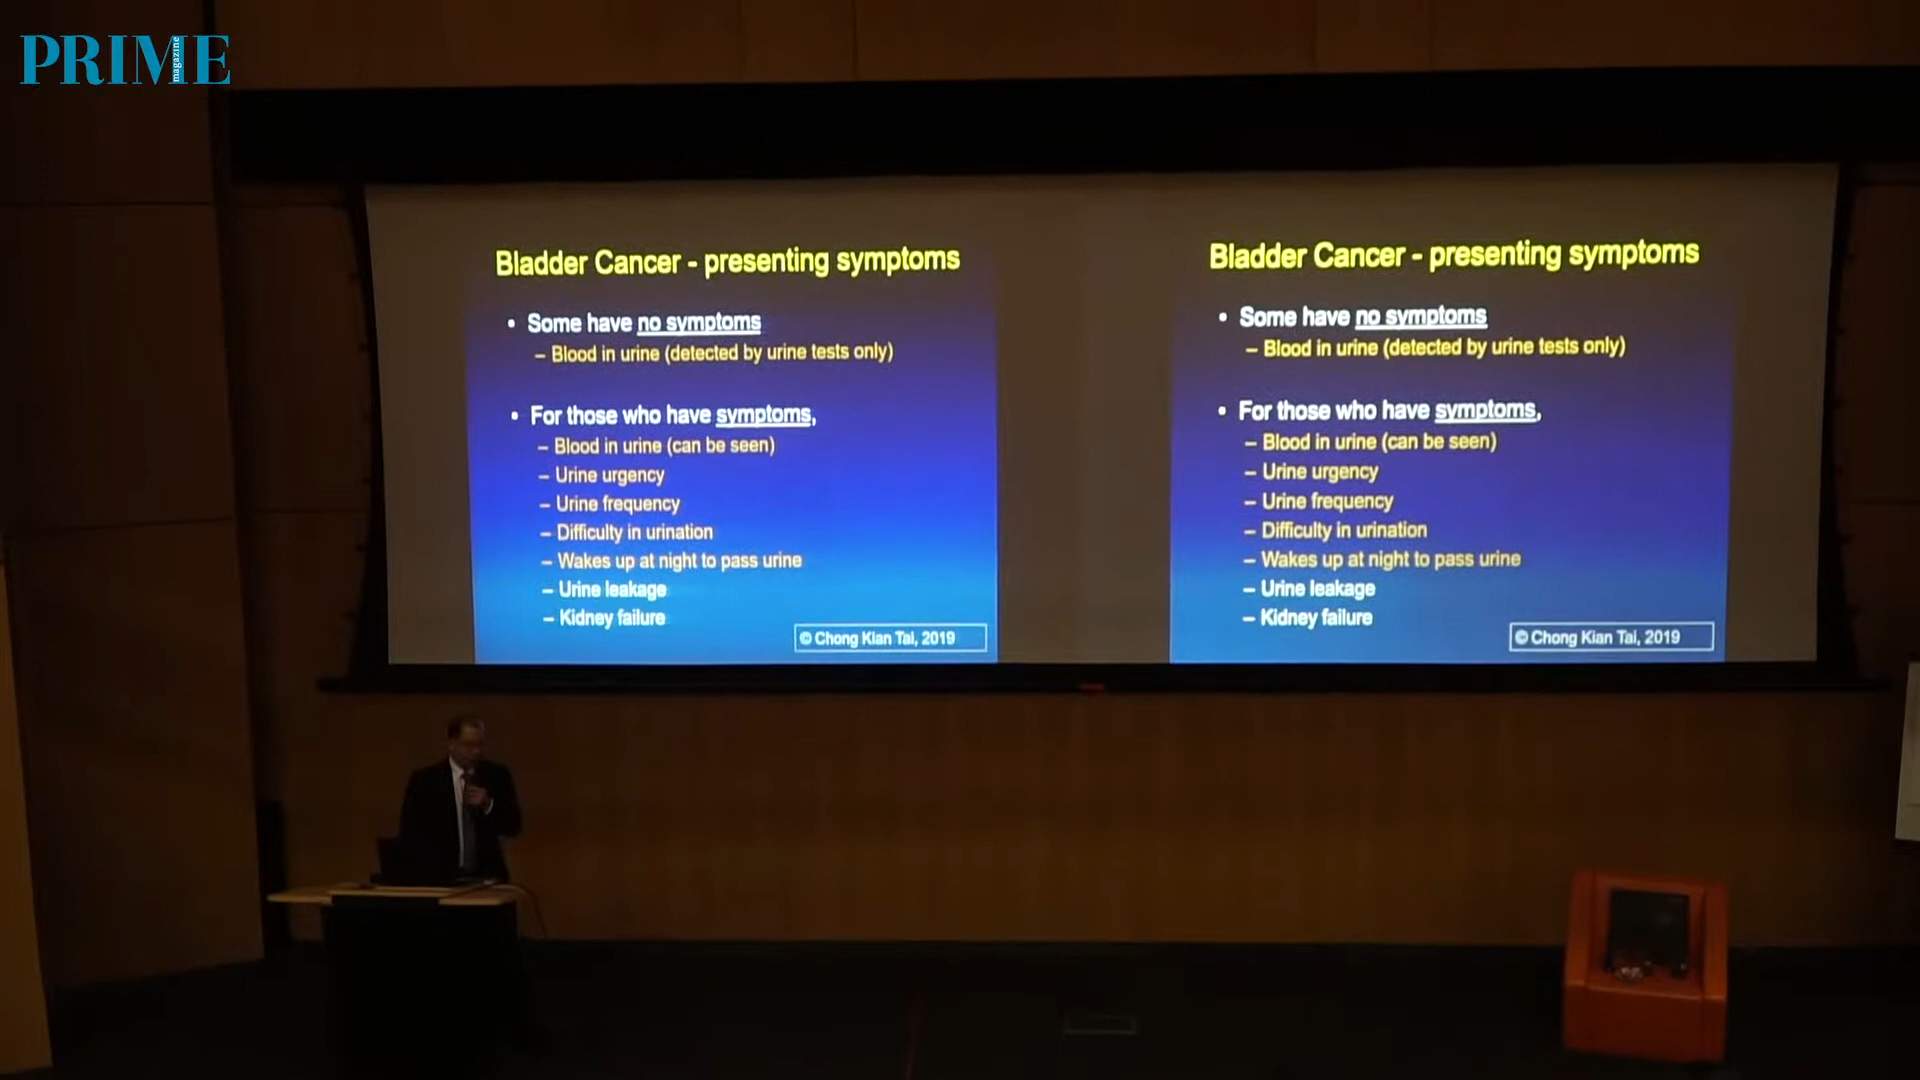 PRIME
magazine
Bladder Cancer - presenting symptoms
• Some have no symptoms
– Blood in urine (detected by urine tests only)
• For those who have symptoms,
– Blood in urine (can be seen)
– Urine urgency
– Urine frequency
– Difficulty in urination
– Wakes up at night to pass urine
– Urine leakage
– Kidney failure
© Chong Kian Tai, 2019
Bladder Cancer - presenting symptoms
• Some have no symptoms
– Blood in urine (detected by urine tests only)
• For those who have symptoms,
– Blood in urine (can be seen)
– Urine urgency
– Urine frequency
– Difficulty in urination
– Wakes up at night to pass urine
– Urine leakage
– Kidney failure
© Chong Kian Tai, 2019